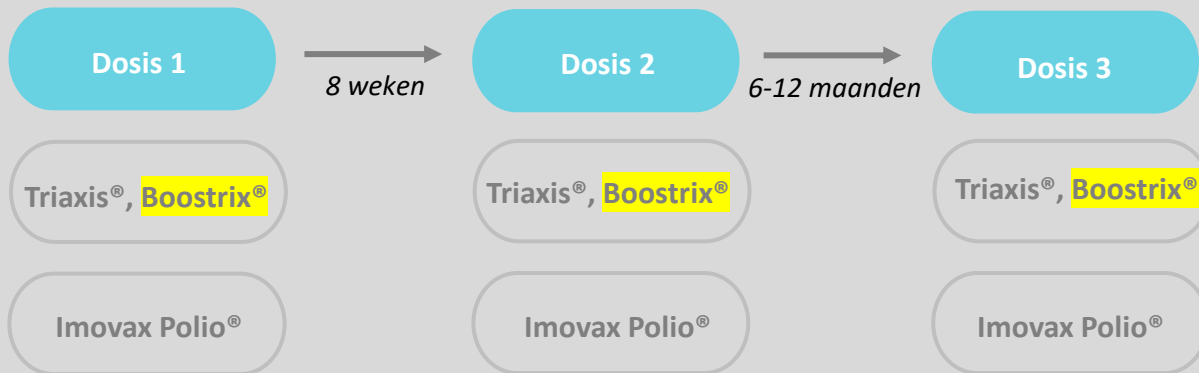 Dosis 1
8 weken
Dosis 2
6-12 maanden
Dosis 3
Triaxis®, Boostrix®
Triaxis®, Boostrix®
Triaxis®, Boostrix®
Imovax Polio®
Imovax Polio®
Imovax Polio®